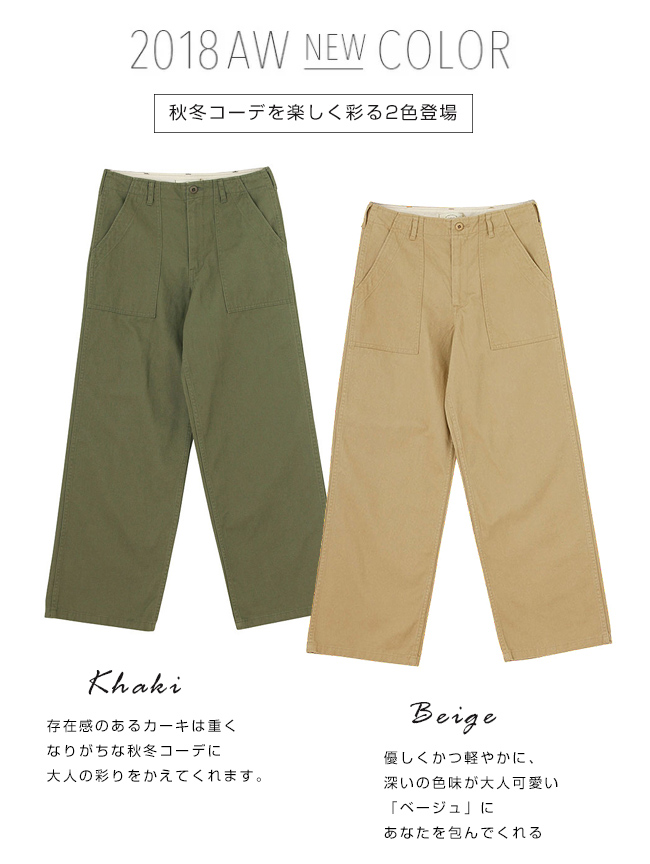 2018AW NEW COLOR
秋冬コーデを楽しく彩る2色登場
Khaki
存在感のあるカーキは重く
なりがちな秋冬コーデに
大人の彩りをかえてくれます。
Beige
優しくかつ軽やかに、
深いの色味が大人可愛い
「ベージュ」に
あなたを包んでくれる